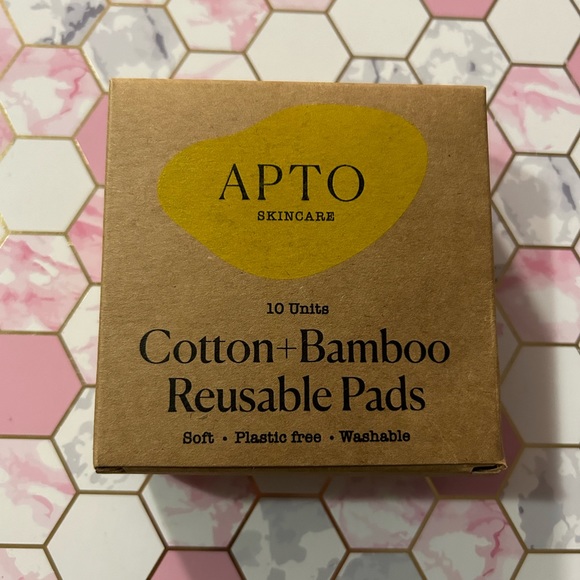 APTO
SKINCARE
10 Units
Cotton+Bamboo
Reusable Pads
Soft • Plastic free • Washable